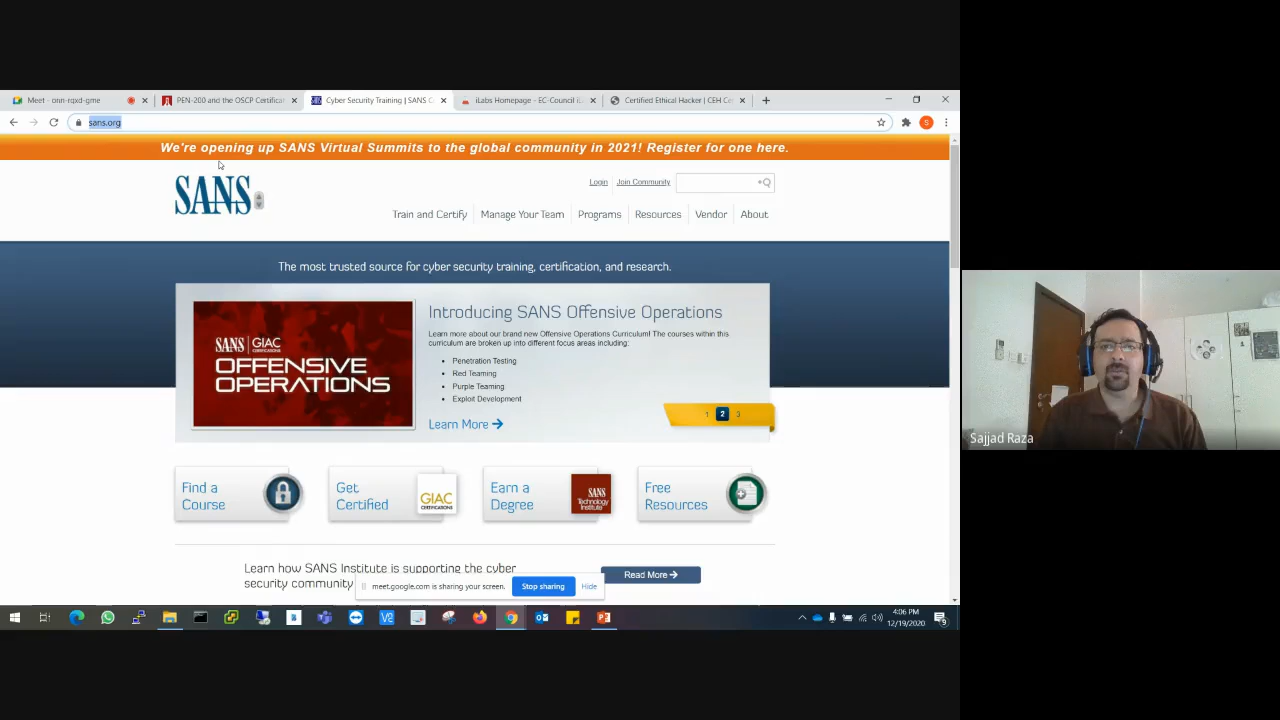 Meet - onn-rqxd-gme
PEN-200 and the OSCP Certificat
Cyber Security Training | SANS C
iLabs Homepage - EC-Council iL
Certified Ethical Hacker | CEH Ce
sans.org
S
We're opening up SANS Virtual Summits to the global community in 2021! Register for one here.
SANS
Login
Join Community
Train and Certify
Manage Your Team
Programs
Resources
Vendor
About
The most trusted source for cyber security training, certification, and research.
SANS GIAC
CERTIFICATIONS
OFFENSIVE
OPERATIONS
Introducing SANS Offensive Operations
Learn more about our brand new Offensive Operations Curriculum! The courses within this
curriculum are broken up into different focus areas including:
Penetration Testing
Red Teaming
Purple Teaming
Exploit Development
Learn More
1 2 3
Find a
Course
Get
Certified
GIAC
CERTIFICATIONS
Earn a
Degree
SANS
Technology
Institute
Free
Resources
Learn how SANS Institute is supporting the cyber
security community
Read More
meet.google.com is sharing your screen.
Stop sharing
Hide
4:06 PM
12/19/2020
Sajjad Raza